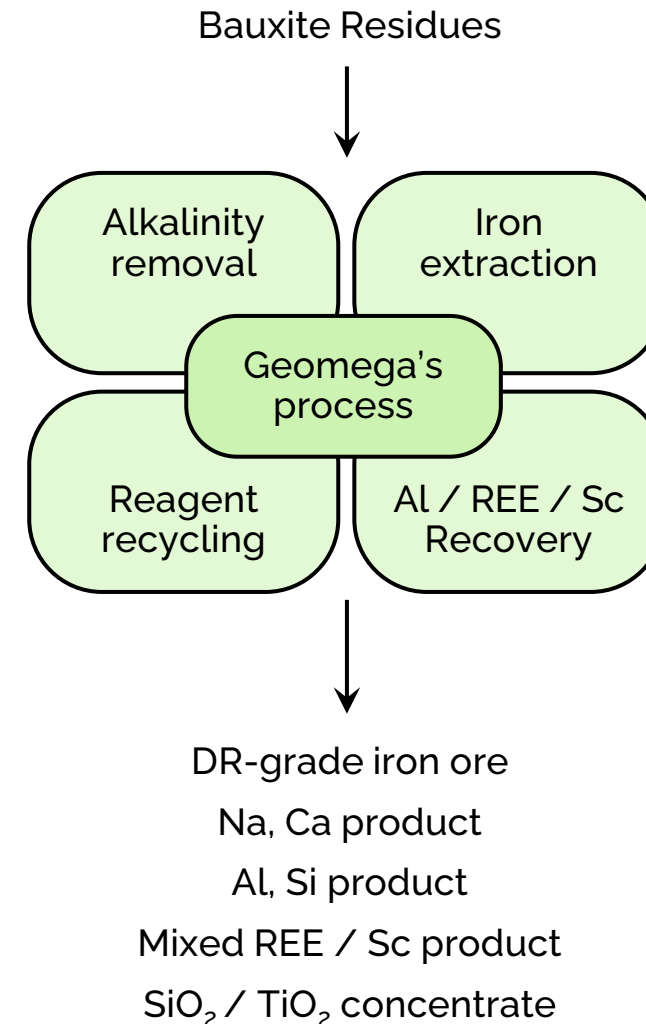 Bauxite Residues
Alkalinity
removal
Iron
extraction
Geomega's
process
Reagent
recycling
Al / REE / Sc
Recovery
DR-grade iron ore
Na, Ca product
Al, Si product
Mixed REE / Sc product
SiO₂ / TiO₂ concentrate